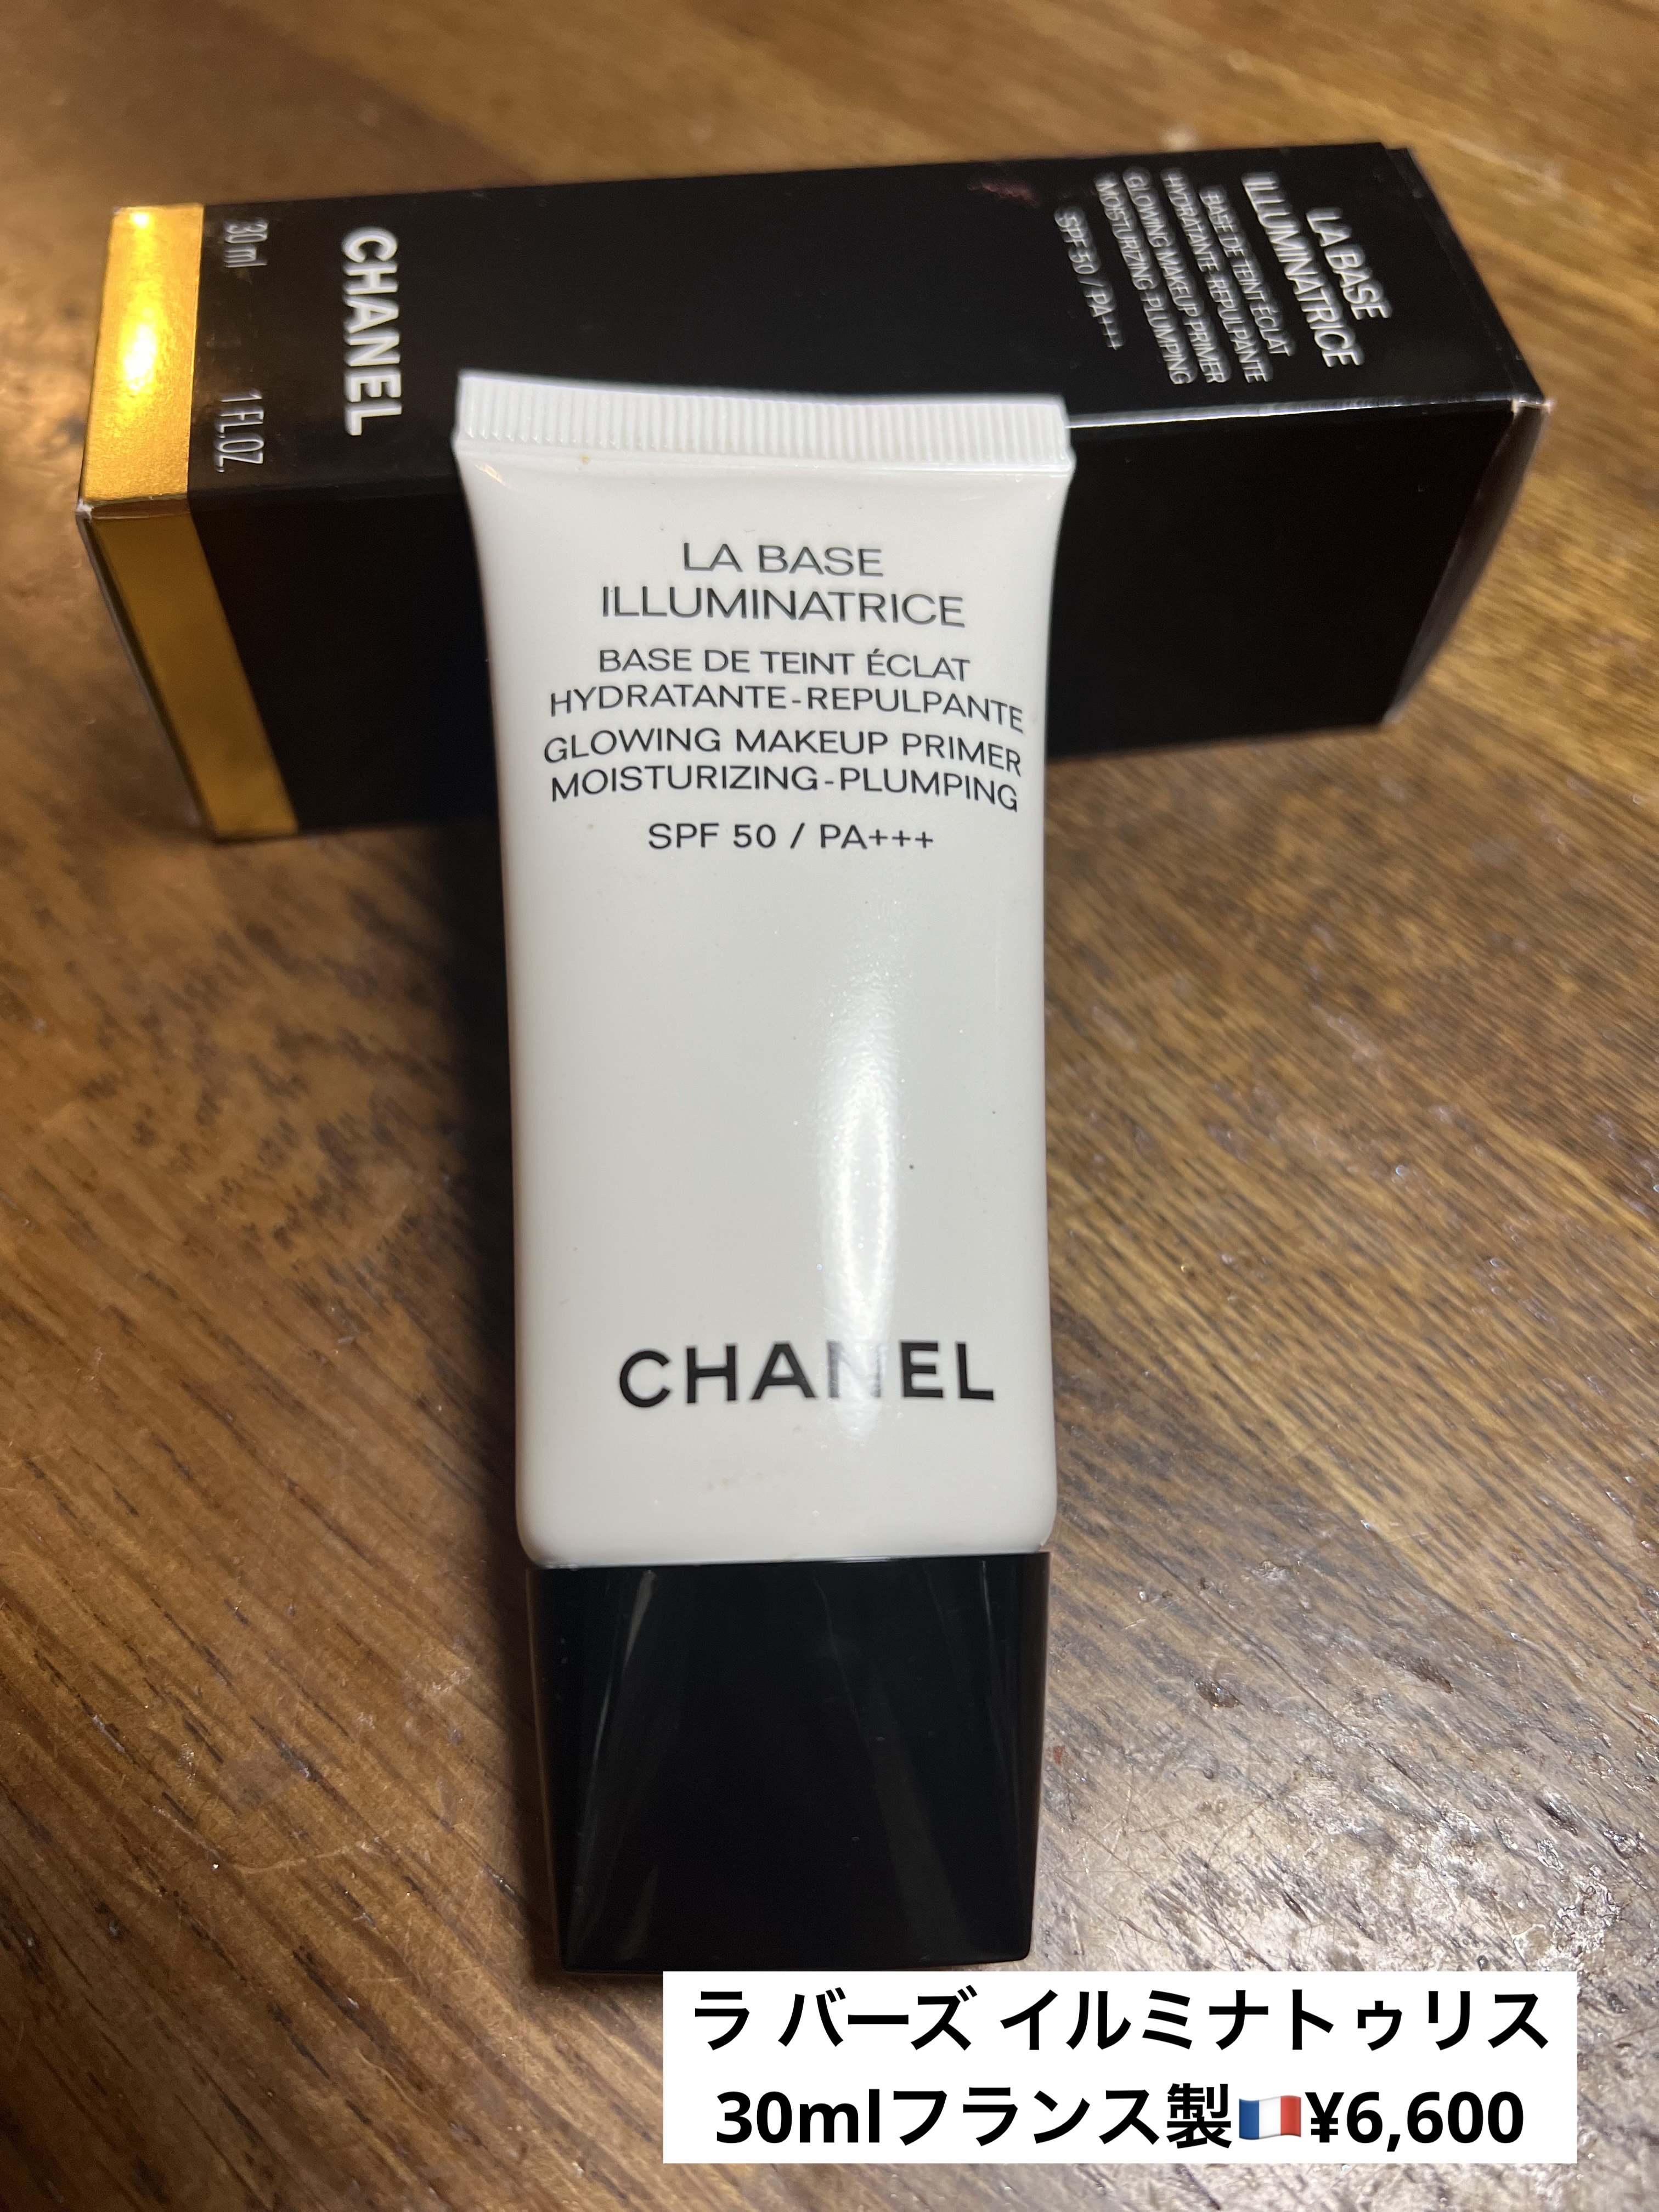 LA BASE
ILLUMINATRICE
BASE DE TEINT ÉCLAT
HYDRATANTE-REPULPANTE
GLOWING MAKEUP PRIMER
MOISTURIZING-PLUMPING
SPF 50 / PA+++
CHANEL
30 ml
1.FL.OZ.
LA BASE
ILLUMINATRICE
BASE DE TEINT ÉCLAT
HYDRATANTE-REPULPANTE
GLOWING MAKEUP PRIMER
MOISTURIZING-PLUMPING
SPF 50 / PA+++
CHANEL
ラ バーズ イルミナトゥリス
30mlフランス製🇫🇷¥6,600